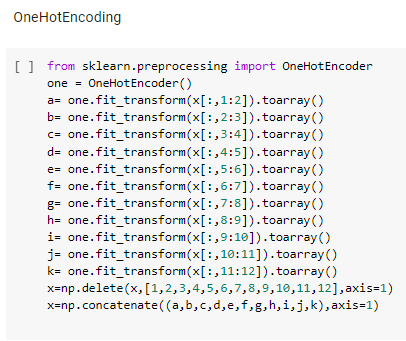 OneHotEncoding
[ ] from sklearn.preprocessing import OneHotEncoder
one = OneHotEncoder()
a= one.fit_transform(x[:,1:2]).toarray()
b= one.fit_transform(x[:,2:3]).toarray()
c= one.fit_transform(x[:,3:4]).toarray()
d= one.fit_transform(x[:,4:5]).toarray()
e= one.fit_transform(x[:,5:6]).toarray()
f= one.fit_transform(x[:,6:7]).toarray()
g= one.fit_transform(x[:,7:8]).toarray()
h= one.fit_transform(x[:,8:9]).toarray()
i= one.fit_transform(x[:,9:10]).toarray()
j= one.fit_transform(x[:,10:11]).toarray()
k= one.fit_transform(x[:,11:12]).toarray()
x=np.delete(x,[1,2,3,4,5,6,7,8,9,10,11,12],axis=1)
x=np.concatenate((a,b,c,d,e,f,g,h,i,j,k),axis=1)